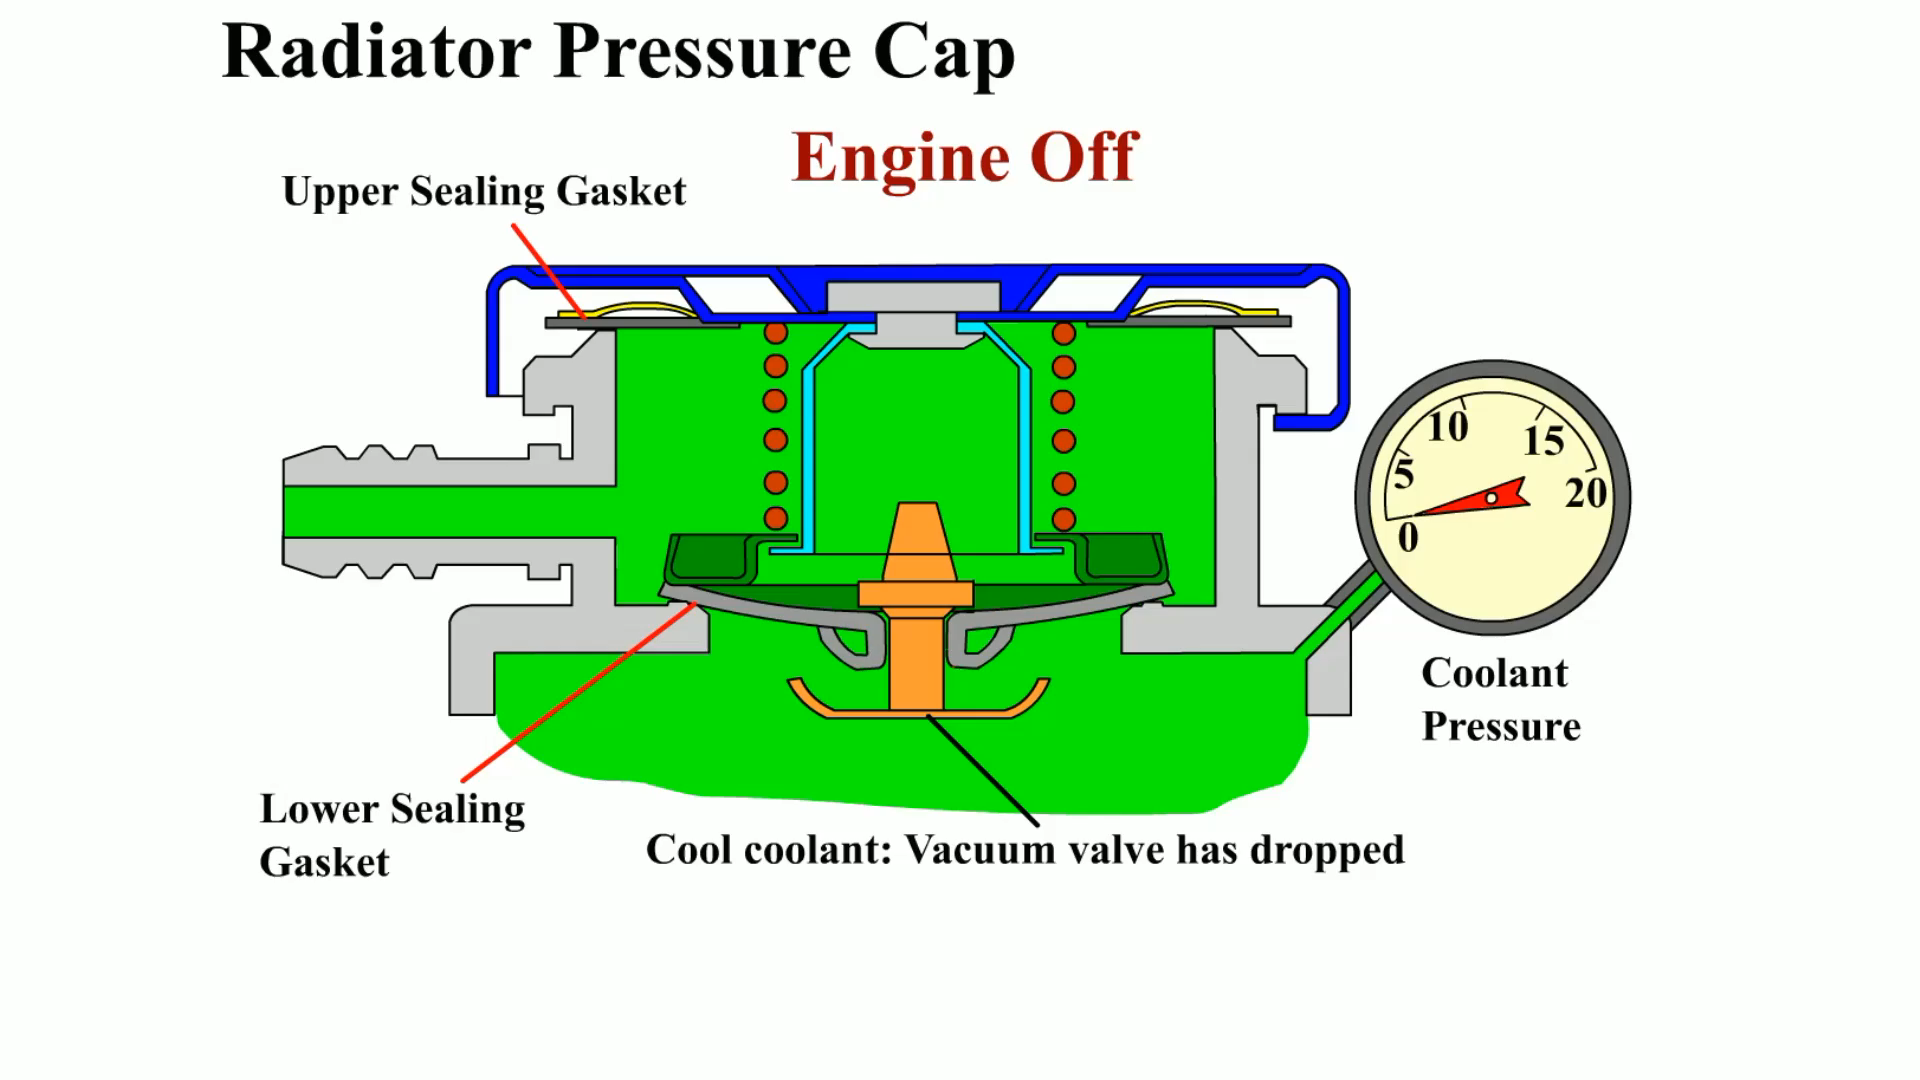 Radiator Pressure Cap
Engine Off
Upper Sealing Gasket
10
15
5
20
0
Coolant
Pressure
Lower Sealing
Gasket
Cool coolant: Vacuum valve has dropped